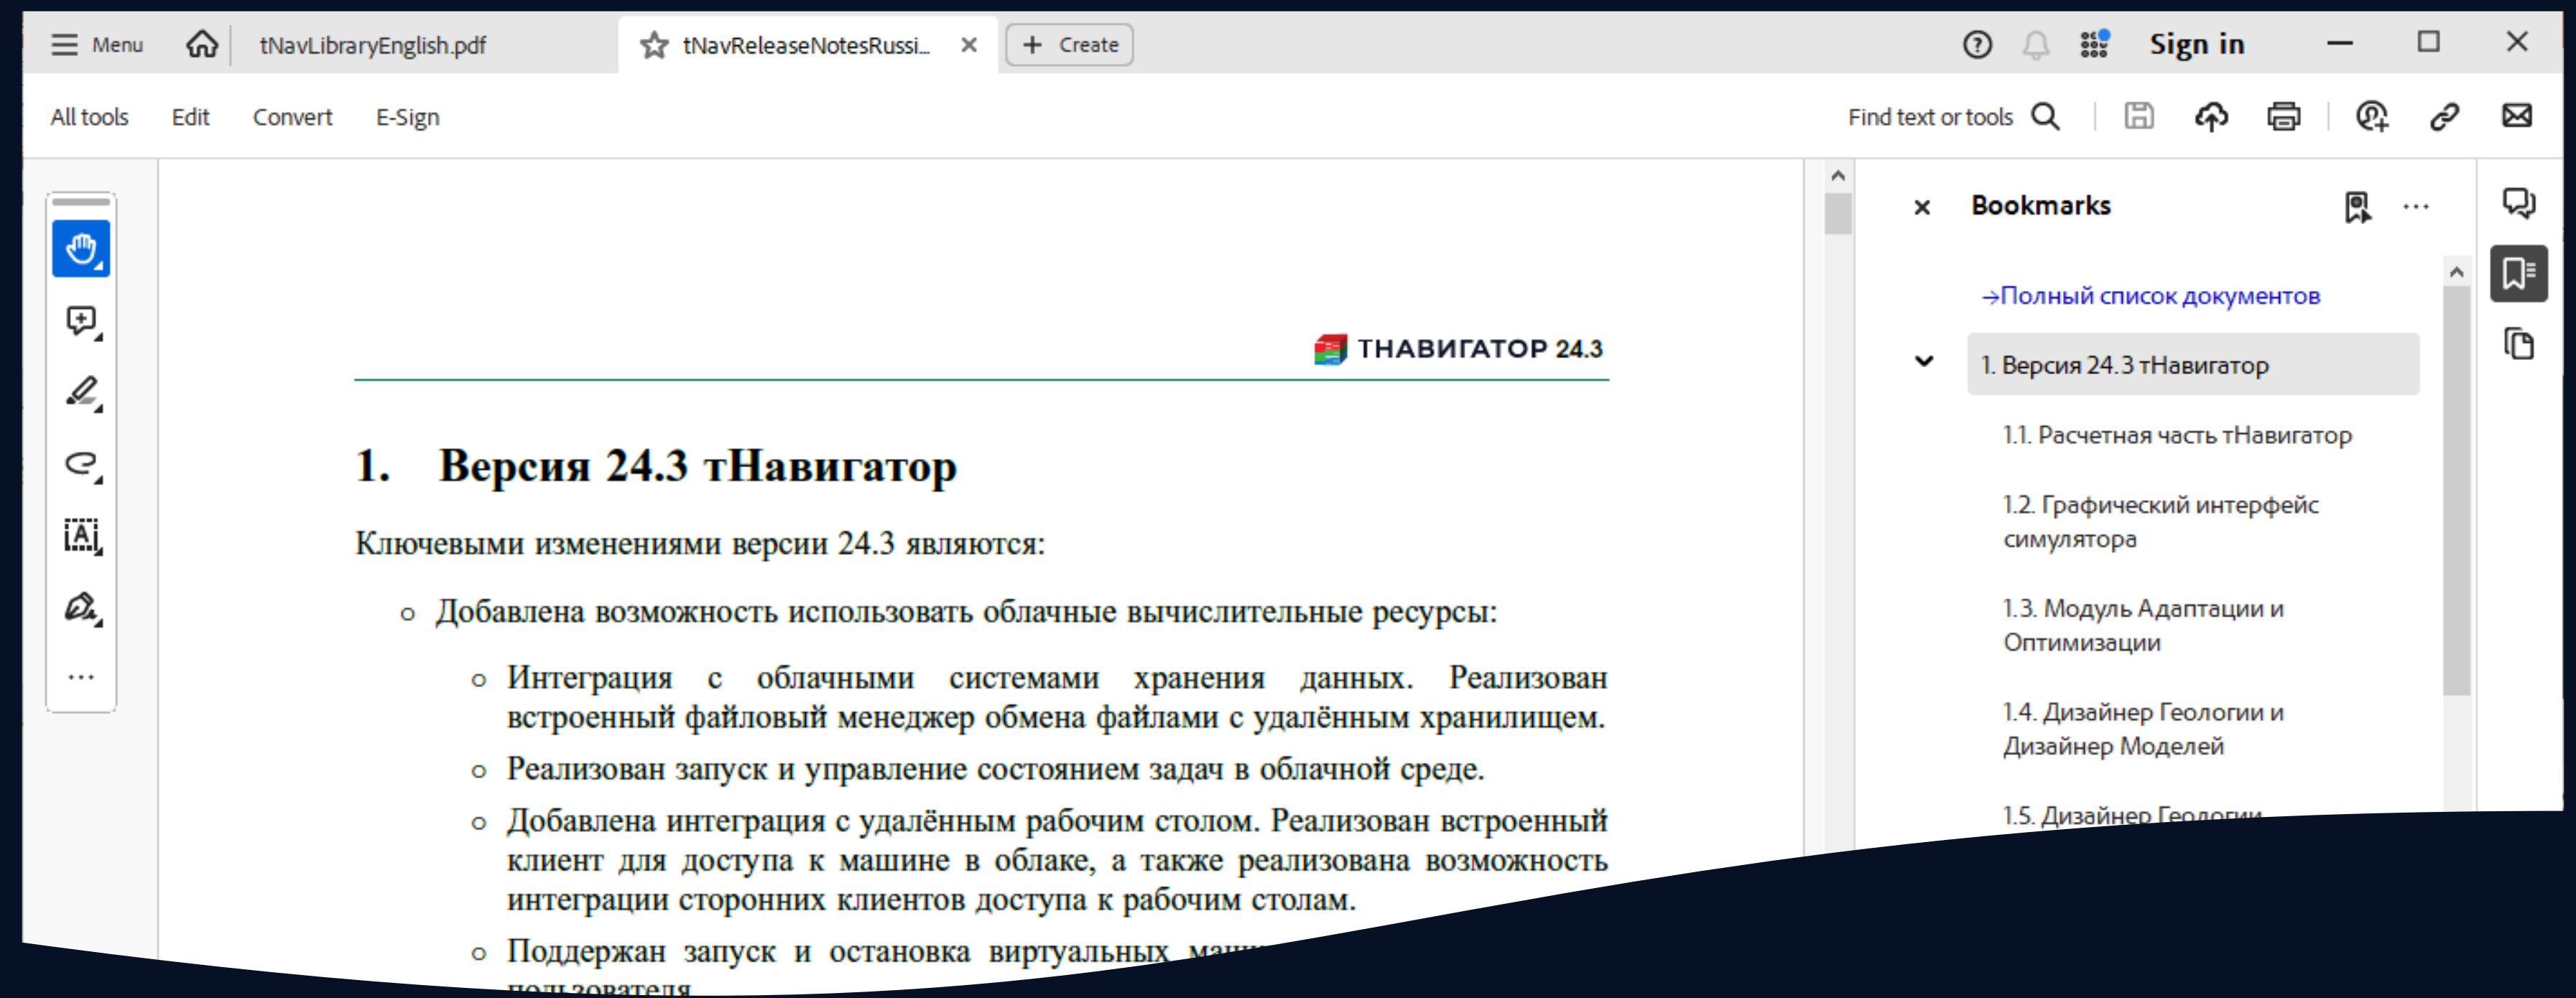 Menu
tNavLibraryEnglish.pdf
tNavReleaseNotesRussi...
+ Create
Sign in
All tools
Edit
Convert
E-Sign
Find text or tools
ТНАВИГАТОР 24.3
1. Версия 24.3 тНавигатор
Ключевыми изменениями версии 24.3 являются:
Добавлена возможность использовать облачные вычислительные ресурсы:
Интеграция с облачными системами хранения данных. Реализован
встроенный файловый менеджер обмена файлами с удалённым хранилищем.
Реализован запуск и управление состоянием задач в облачной среде.
Добавлена интеграция с удалённым рабочим столом. Реализован встроенный
клиент для доступа к машине в облаке, а также реализована возможность
интеграции сторонних клиентов доступа к рабочим столам.
Поддержан запуск и остановка виртуальных
пользователя
Bookmarks
→Полный список документов
1. Версия 24.3 тНавигатор
1.1. Расчетная часть тНавигатор
1.2. Графический интерфейс
симулятора
1.3. Модуль Адаптации и
Оптимизации
1.4. Дизайнер Геологии и
Дизайнер Моделей
1.5. Дизайнер Геологии